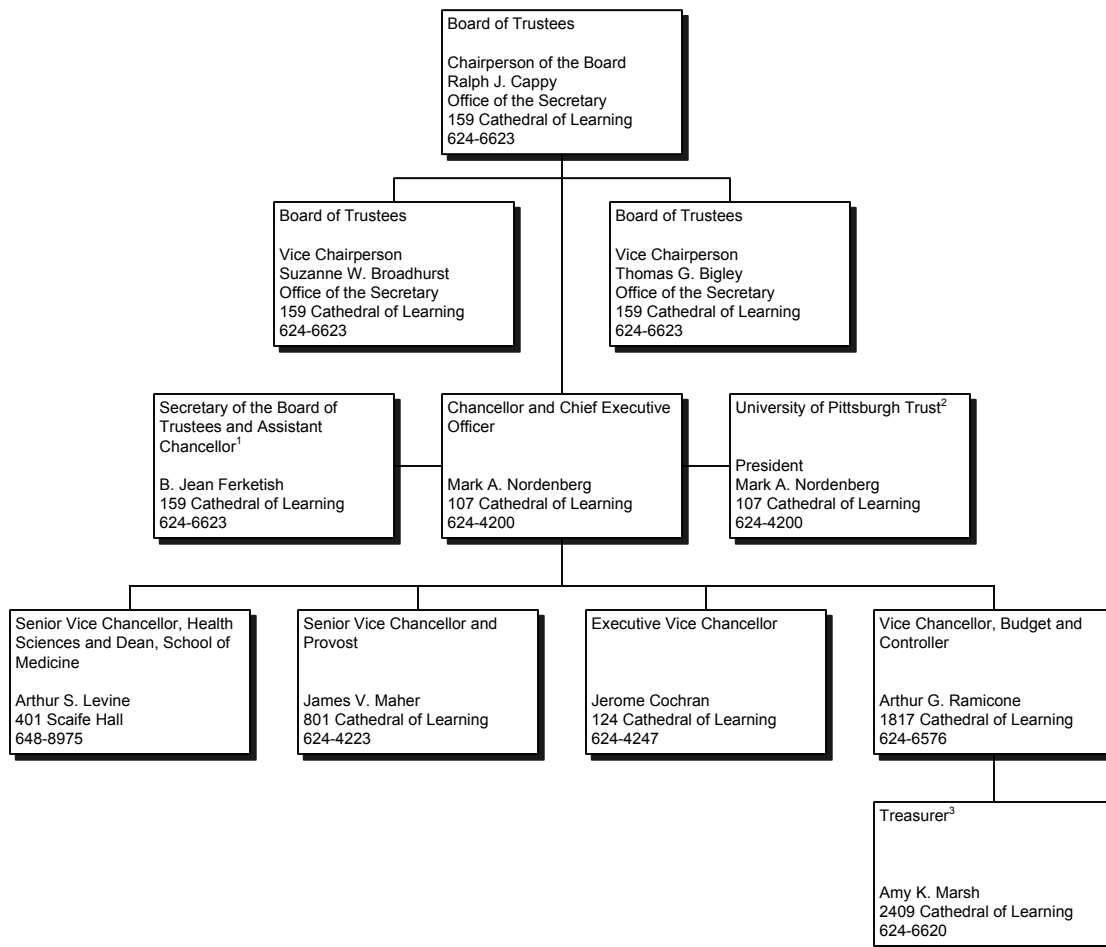 Board of Trustees
Chairperson of the Board
Ralph J. Cappy
Office of the Secretary
159 Cathedral of Learning
624-6623
Board of Trustees
Vice Chairperson
Suzanne W. Broadhurst
Office of the Secretary
159 Cathedral of Learning
624-6623
Board of Trustees
Vice Chairperson
Thomas G. Bigley
Office of the Secretary
159 Cathedral of Learning
624-6623
Secretary of the Board of
Trustees and Assistant
Chancellor¹
B. Jean Ferketish
159 Cathedral of Learning
624-6623
Chancellor and Chief Executive
Officer
Mark A. Nordenberg
107 Cathedral of Learning
624-4200
University of Pittsburgh Trust²
President
Mark A. Nordenberg
107 Cathedral of Learning
624-4200
Senior Vice Chancellor, Health
Sciences and Dean, School of
Medicine
Arthur S. Levine
401 Scaife Hall
648-8975
Senior Vice Chancellor and
Provost
James V. Maher
801 Cathedral of Learning
624-4223
Executive Vice Chancellor
Jerome Cochran
124 Cathedral of Learning
624-4247
Vice Chancellor, Budget and
Controller
Arthur G. Ramicone
1817 Cathedral of Learning
624-6576
Treasurer³
Amy K. Marsh
2409 Cathedral of Learning
624-6620